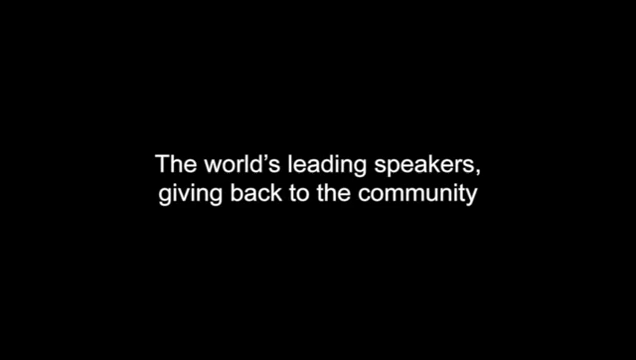 The world’s leading speakers,
giving back to the community